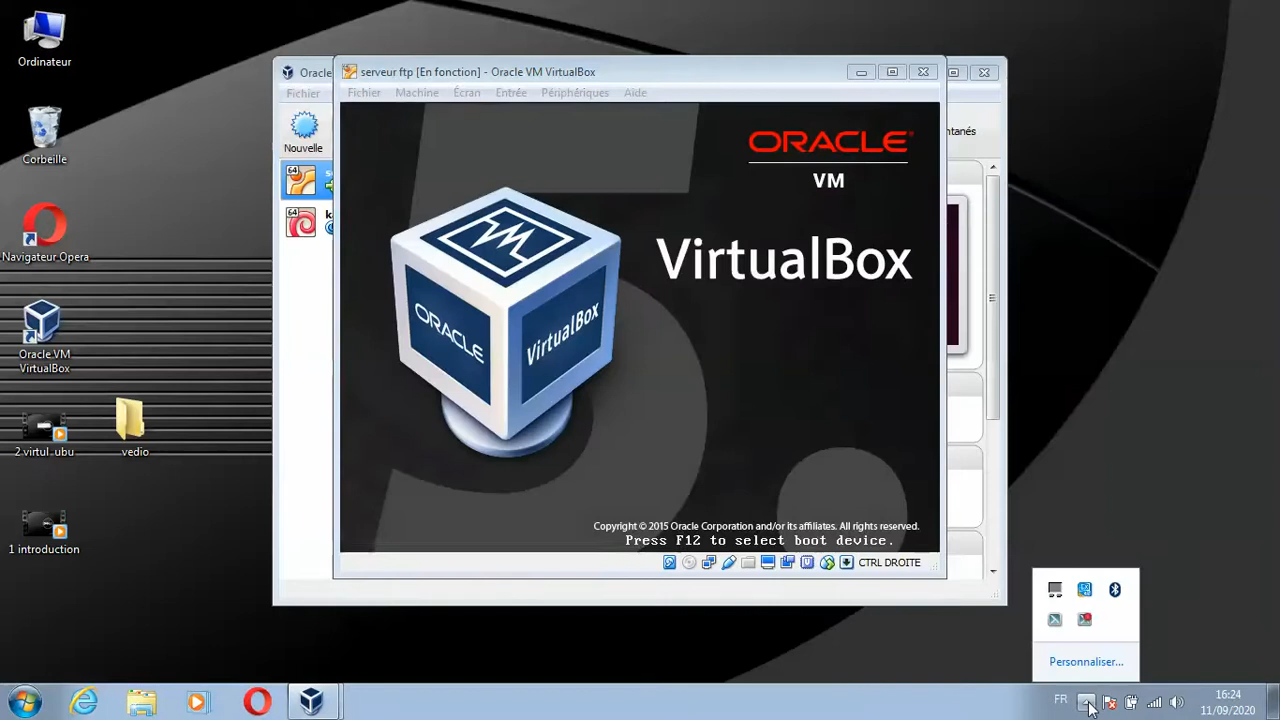 Ordinateur
Corbeille
Navigateur Opera
Oracle VM
VirtualBox
2 virtul_ubu
vedio
1 introduction
Oracle
Fichier
Nouvelle
64
64
serveur ftp [En fonction] - Oracle VM VirtualBox
Fichier Machine Écran Entrée Périphériques Aide
ORACLE
VM
VirtualBox
ORACLE
VirtualBox
Copyright © 2015 Oracle Corporation and/or its affiliates. All rights reserved.
Press F12 to select boot device.
CTRL DROITE
Personnaliser...
FR
16:24
11/09/2020